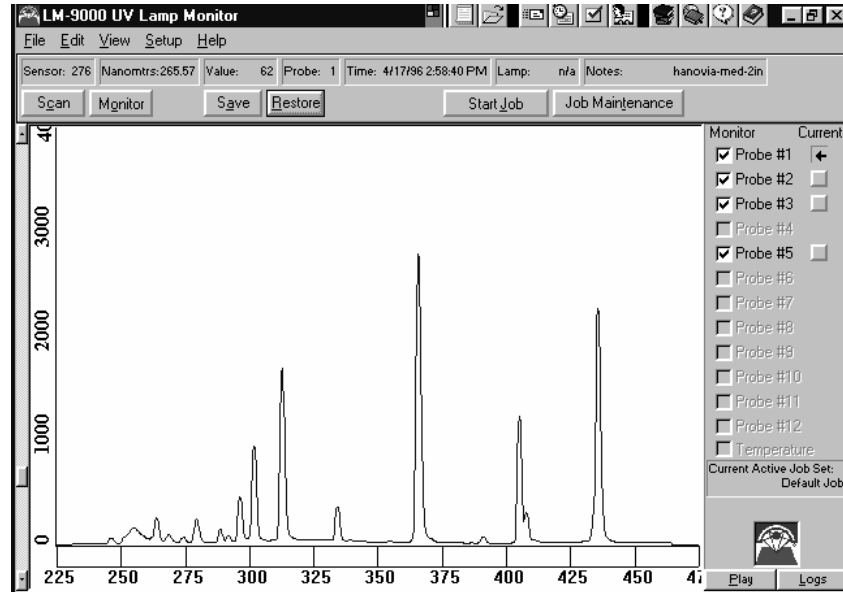 LM-9000 UV Lamp Monitor
File Edit View Setup Help
Sensor: 276 Nanomtrs:265.57 Value: 62 Probe: 1 Time: 4/17/96 2:58:40 PM Lamp: n/a Notes: hanovia-med-2in
Scan Monitor Save Restore Start Job Job Maintenance
Monitor Current
Probe #1
Probe #2
Probe #3
Probe #4
Probe #5
Probe #6
Probe #7
Probe #8
Probe #9
Probe #10
Probe #11
Probe #12
Temperature
Current Active Job Set:
Default Job
Play Logs
3000
2000
1000
0
225 250 275 300 325 350 375 400 425 450